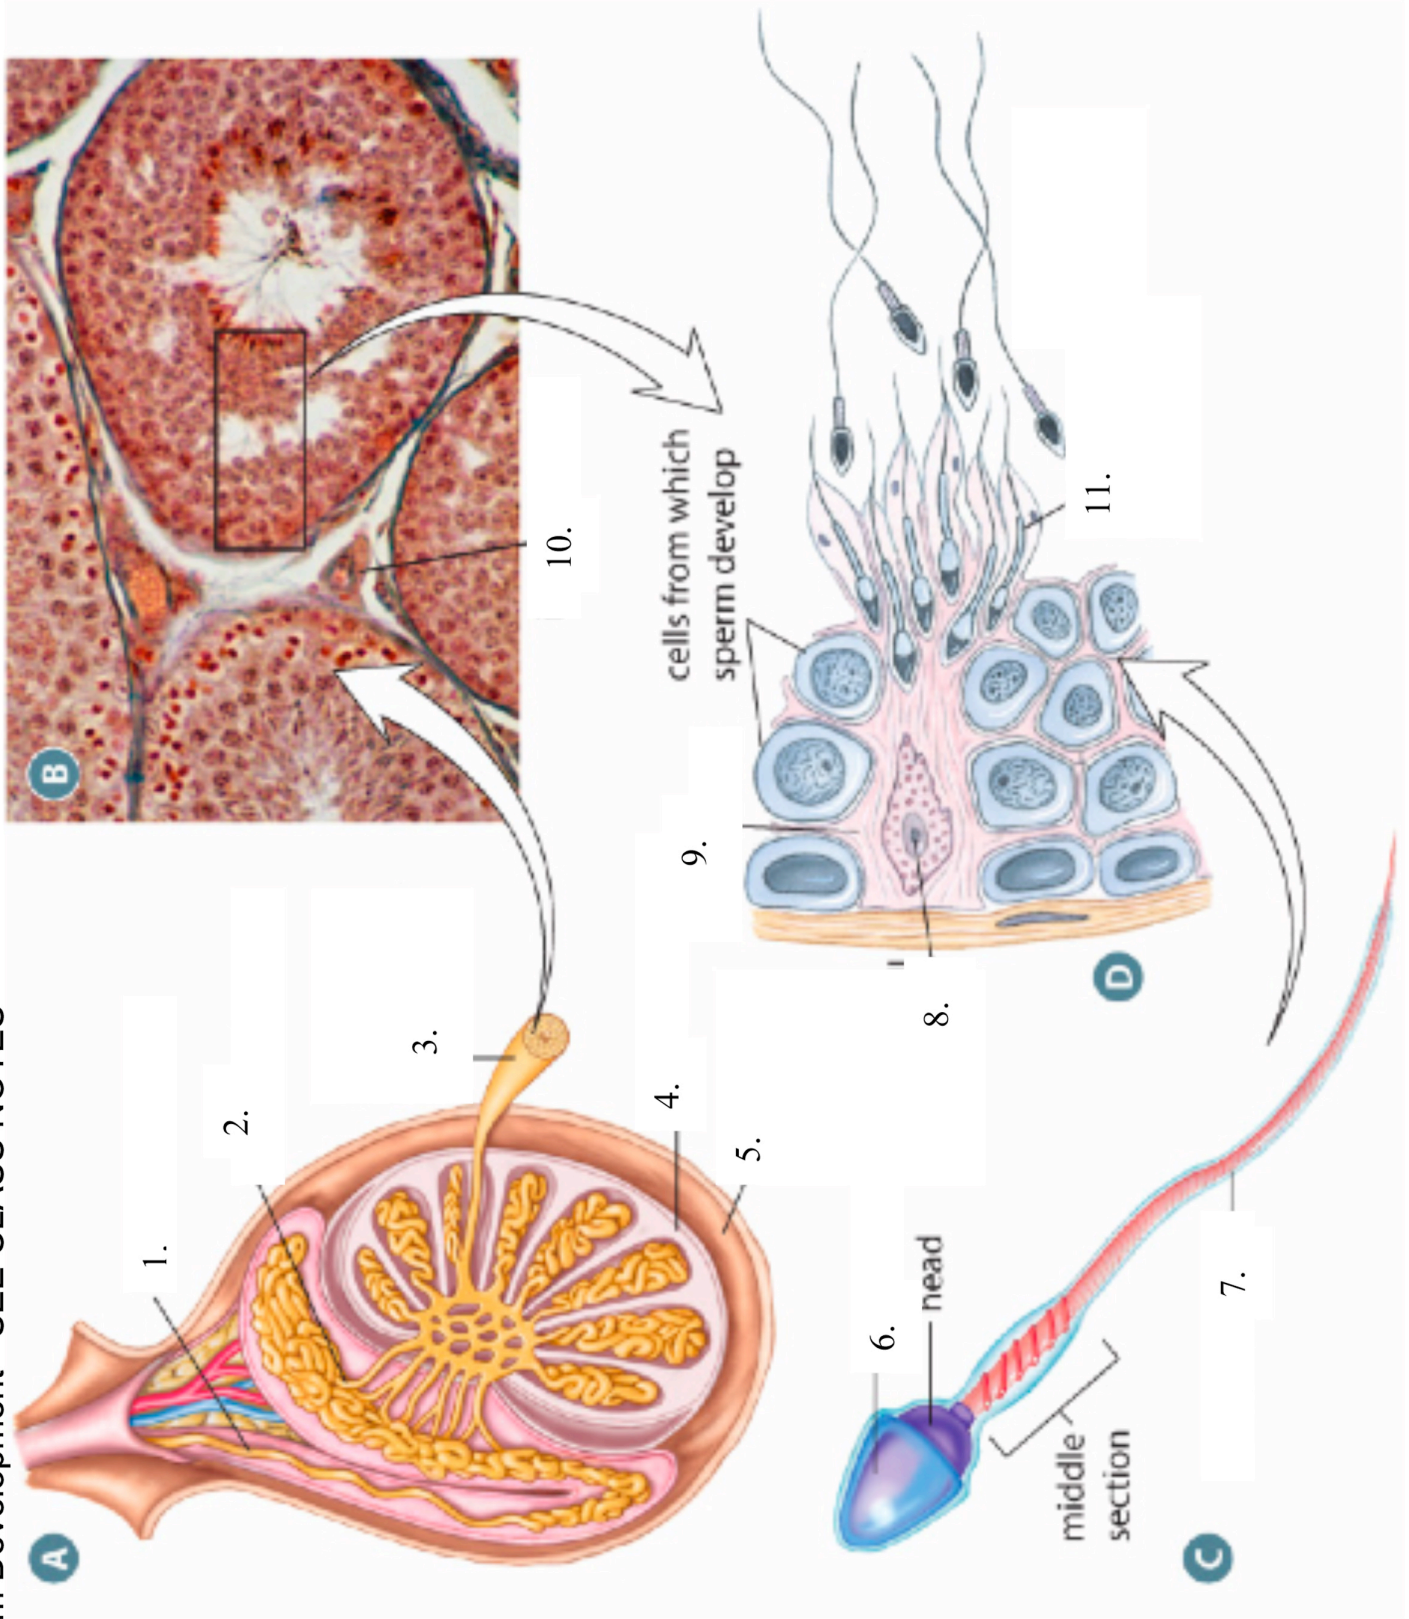 A
1.
2.
3.
4.
5.
B
10.
C
6.
head
middle
section
7.
D
cells from which
sperm develop
9.
8.
11.